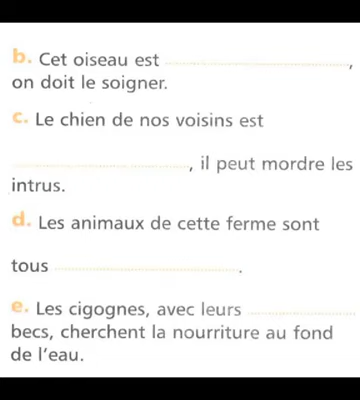 b. Cet oiseau est ..............................,
on doit le soigner.
c. Le chien de nos voisins est
.............................., il peut mordre les
intrus.
d. Les animaux de cette ferme sont
tous .............................. .
e. Les cigognes, avec leurs ....................
becs, cherchent la nourriture au fond
de l'eau.